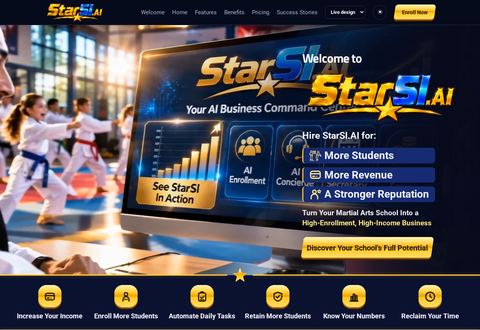 StarSI.AI
Welcome
Home
Features
Benefits
Pricing
Success Stories
Live design
Enroll Now
StarSI
Your AI Business Command
See StarSI
In Action
AI
Enrollment
AI
Welcome to
StarSI.AI
Hire StarSI.AI for:
More Students
More Revenue
A Stronger Reputation
Turn Your Martial Arts School Into a
High-Enrollment, High-Income Business
Discover Your School's Full Potential
Increase Your Income
Enroll More Students
Automate Daily Tasks
Retain More Students
Know Your Numbers
Reclaim Your Time